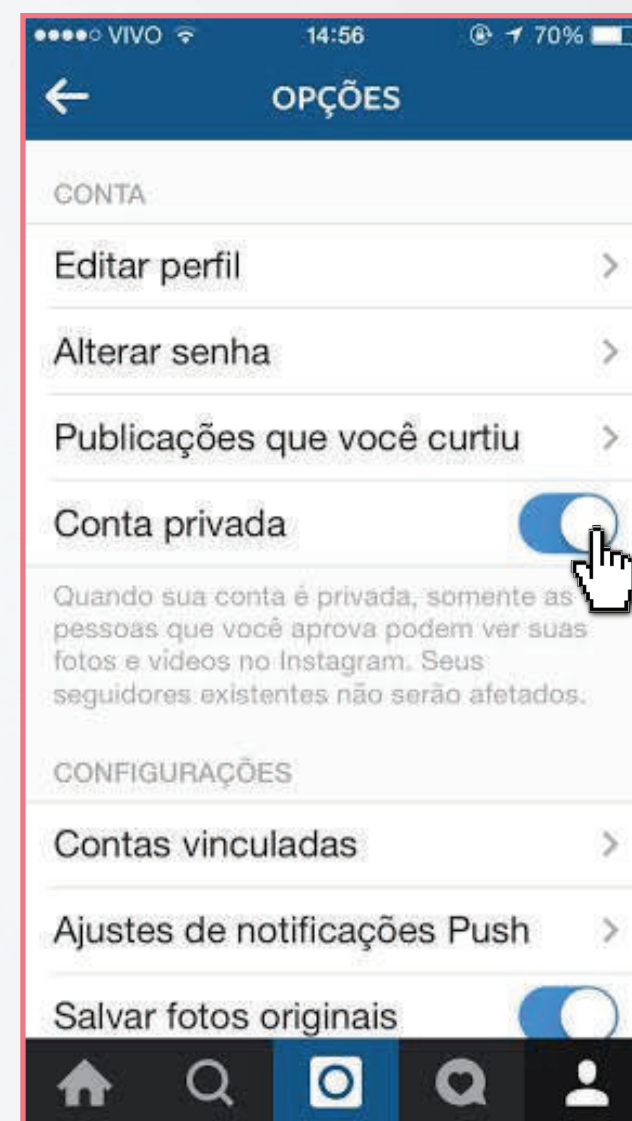 VIVO 14:56 70%
OPÇÕES
CONTA
Editar perfil
Alterar senha
Publicações que você curtiu
Conta privada
Quando sua conta é privada, somente as
pessoas que você aprova podem ver suas
fotos e vídeos no Instagram. Seus
seguidores existentes não serão afetados.
CONFIGURAÇÕES
Contas vinculadas
Ajustes de notificações Push
Salvar fotos originais